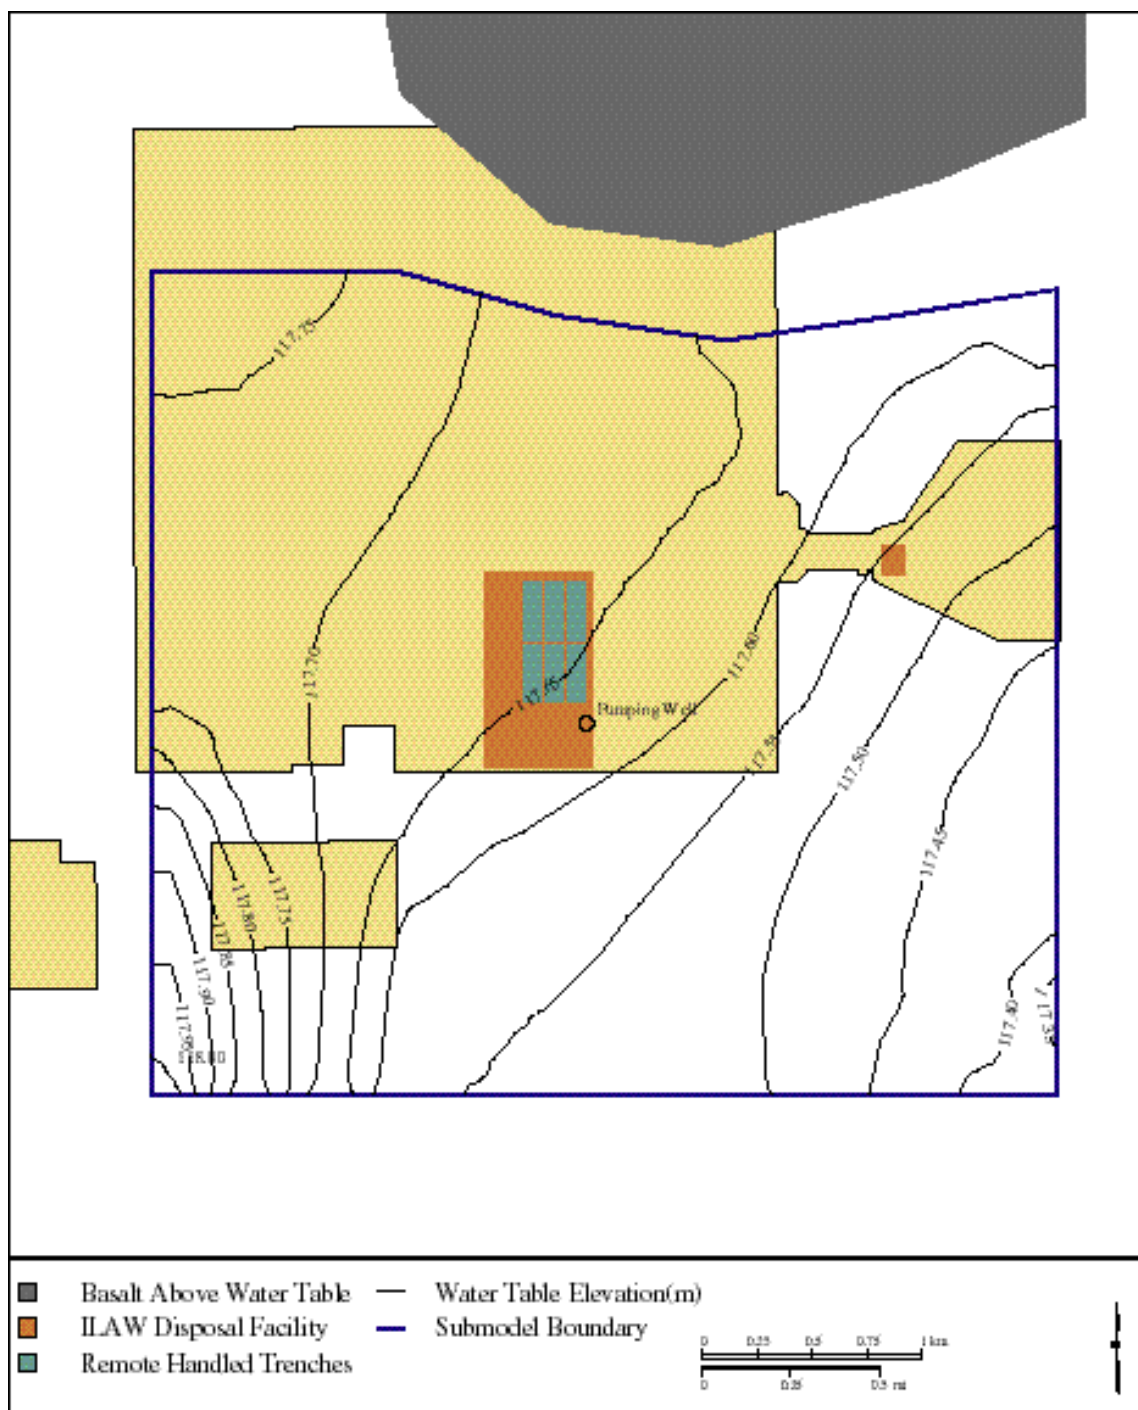 117.75
117.70
117.65
Pumping Well
117.60
117.55
117.50
117.45
117.75
117.80
117.85
117.90
117.95
118.00
117.40
117.35
Basalt Above Water Table
Water Table Elevation(m)
ILAW Disposal Facility
Submodel Boundary
Remote Handled Trenches
0 0.25 0.5 0.75 1 km
0 0.25 0.5 mi